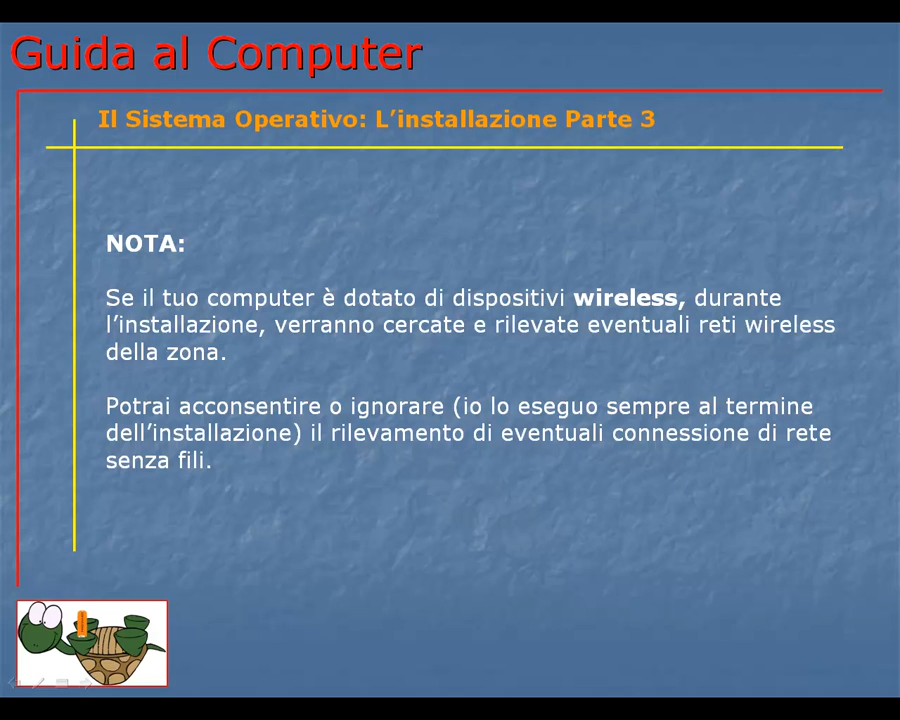 Guida al Computer
Il Sistema Operativo: L’installazione Parte 3
NOTA:
Se il tuo computer è dotato di dispositivi wireless, durante
l’installazione, verranno cercate e rilevate eventuali reti wireless
della zona.
Potrai acconsentire o ignorare (io lo eseguo sempre al termine
dell’installazione) il rilevamento di eventuali connessione di rete
senza fili.